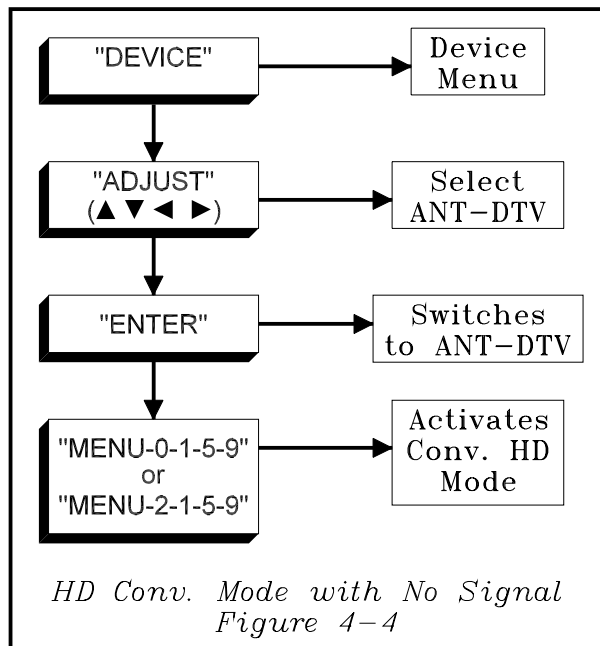 "DEVICE"
Device
Menu
"ADJUST"
(▲ ▼ ◄ ►)
Select
ANT-DTV
"ENTER"
Switches
to ANT-DTV
"MENU-0-1-5-9"
or
"MENU-2-1-5-9"
Activates
Conv. HD
Mode
HD Conv. Mode with No Signal
Figure 4-4